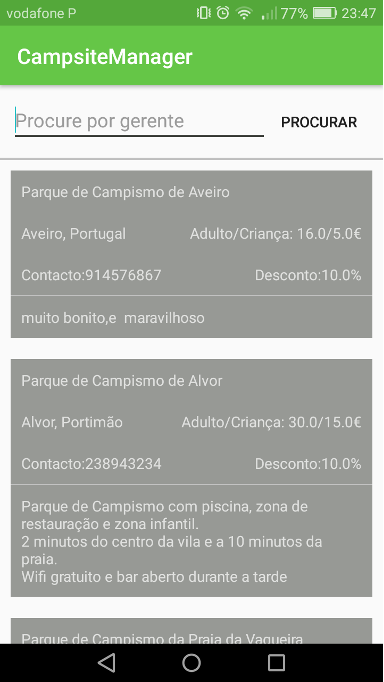 vodafone P 77% 23:47
CampsiteManager
Procure por gerente PROCURAR
Parque de Campismo de Aveiro
Aveiro, Portugal Adulto/Criança: 16.0/5.0€
Contacto:914576867 Desconto:10.0%
muito bonito,e  maravilhoso
Parque de Campismo de Alvor
Alvor, Portimão Adulto/Criança: 30.0/15.0€
Contacto:238943234 Desconto:10.0%
Parque de Campismo com piscina, zona de
restauração e zona infantil.
2 minutos do centro da vila e a 10 minutos da
praia.
Wifi gratuito e bar aberto durante a tarde
Parque de Campismo da Praia da Vagueira